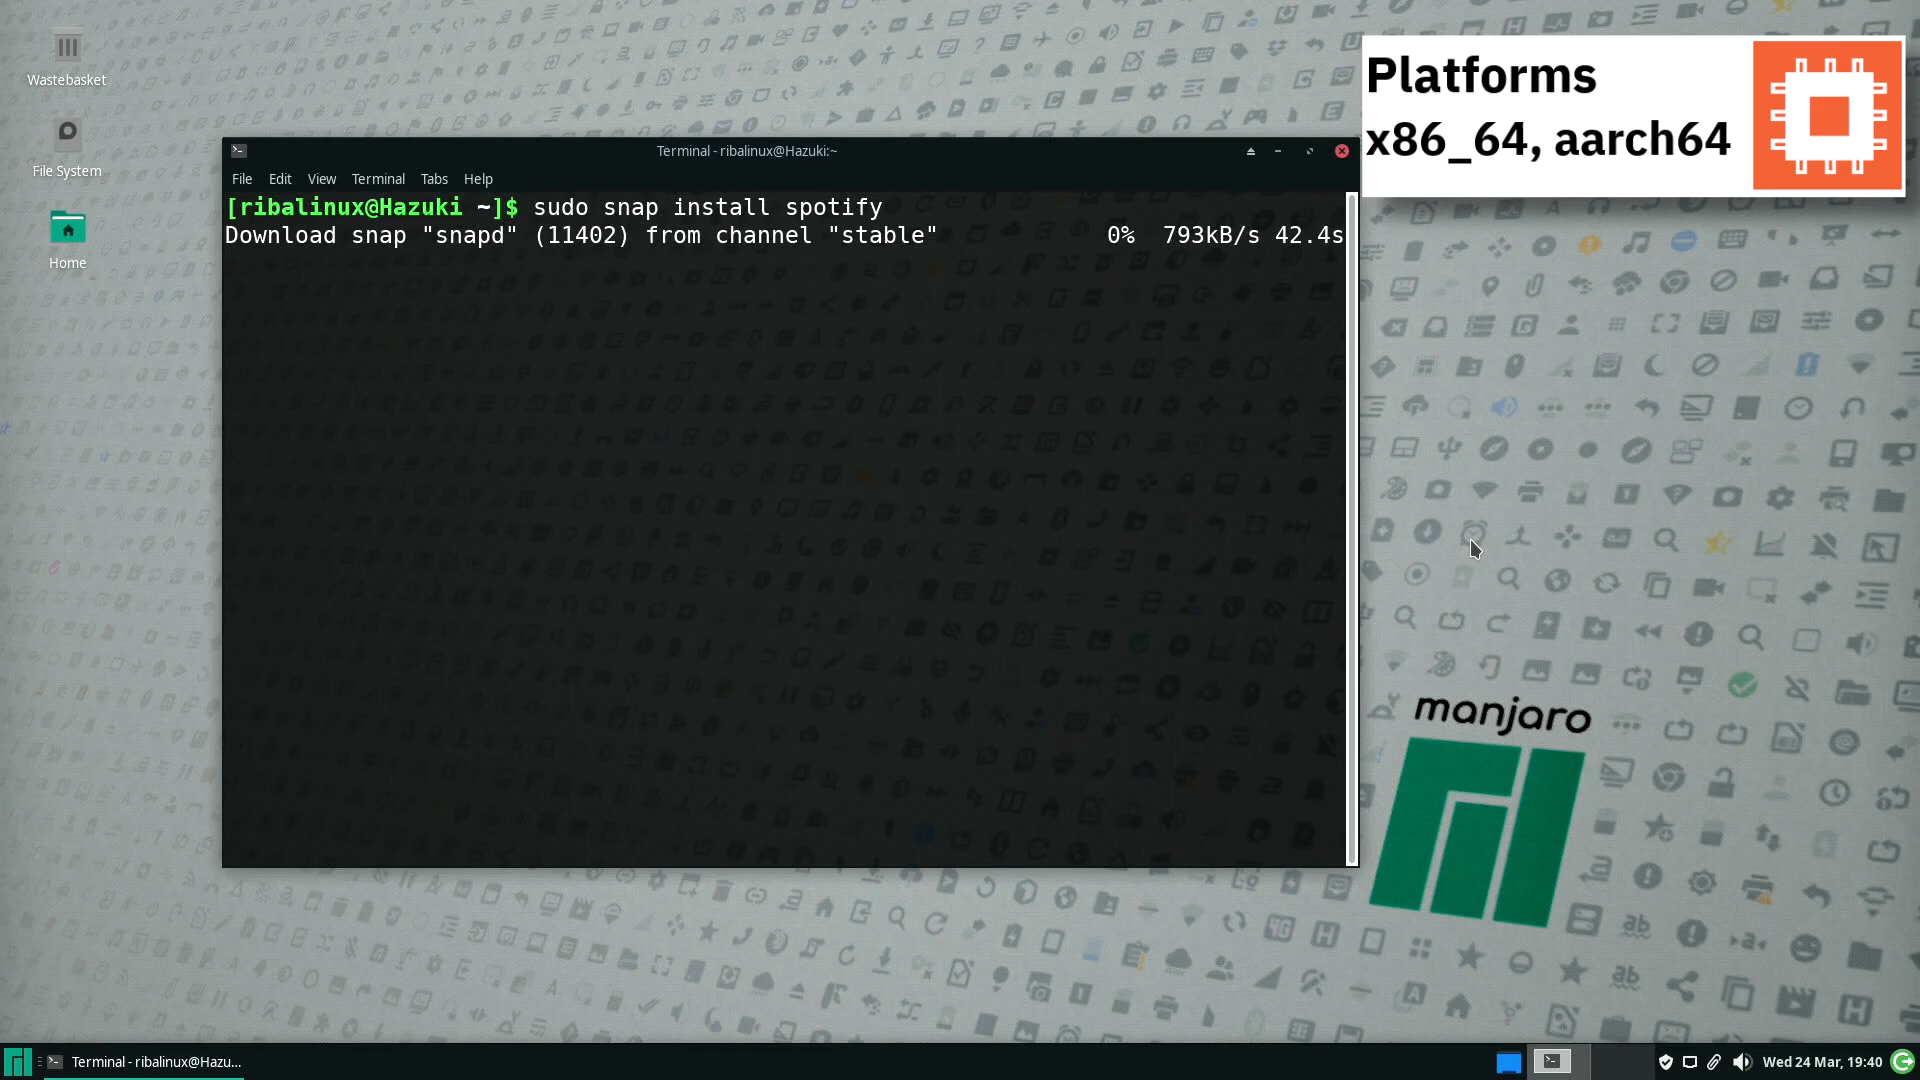 Wastebasket
File System
Home
Platforms
x86_64, aarch64
Terminal - ribalinux@Hazuki:~
File Edit View Terminal Tabs Help
[ribalinux@Hazuki ~]$ sudo snap install spotify
Download snap "snapd" (11402) from channel "stable" 0% 793kB/s 42.4s
manjaro
Terminal - ribalinux@Hazu...
Wed 24 Mar, 19:40